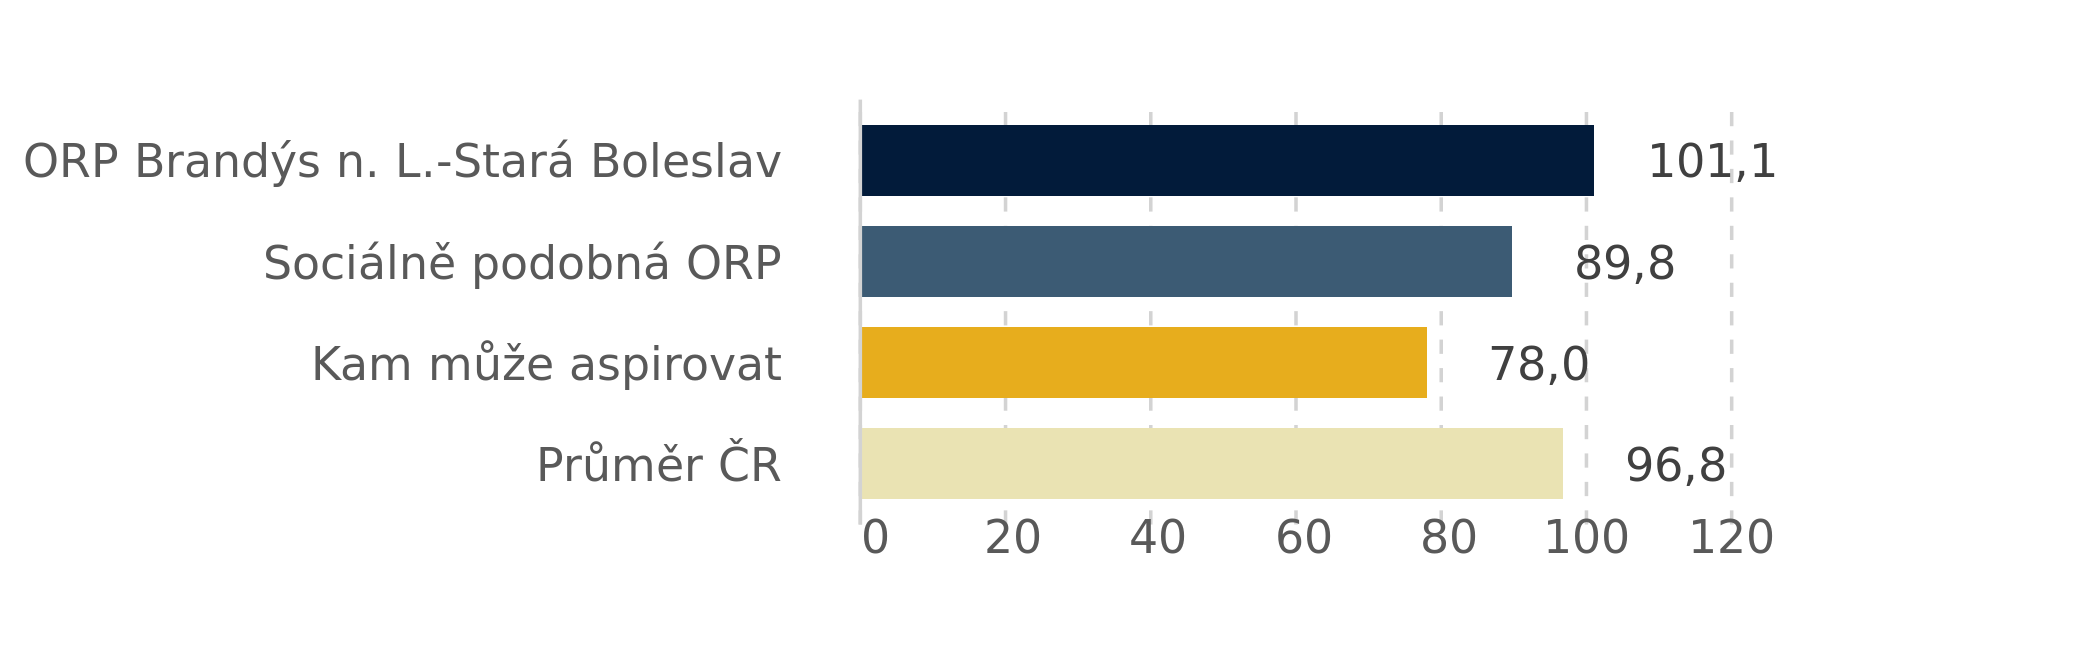 ORP Brandýs n. L.-Stará Boleslav 101,1
Sociálně podobná ORP 89,8
Kam může aspirovat 78,0
Průměr ČR 96,8
0 20 40 60 80 100 120